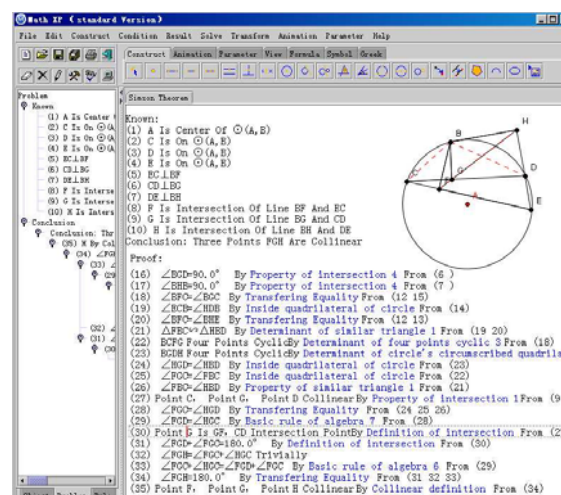 Math XP ( standard Version)
File Edit Construct Condition Result Solve Transform Animation Parameter Help
Construct Animation Parameter View Formula Symbol Greek
Problem
Known
(1) A Is Center
(2) C Is On ⊙(A
(3) D Is On ⊙(A
(4) E Is On ⊙(A
(5) EC⊥BF
(6) CD⊥BG
(7) DE⊥BH
(8) F Is Interse
(9) G Is Interse
(10) H Is Inters
Conclusion
Conclusion: Thr
(35) H By Col
(34) ∠FGH
(33) ∠
(29
(32) ∠
(31) ∠
(30
Simson Theorem
Known:
(1) A Is Center Of ⊙(A,B)
(2) C Is On ⊙(A,B)
(3) D Is On ⊙(A,B)
(4) E Is On ⊙(A,B)
(5) EC⊥BF
(6) CD⊥BG
(7) DE⊥BH
(8) F Is Intersection Of Line BF And EC
(9) G Is Intersection Of Line BG And CD
(10) H Is Intersection Of Line BH And DE
Conclusion: Three Points FGH Are Collinear
H
B
C
G
D
A
E
Proof:
(16) ∠BGD=90.0° By Property of intersection 4 From (6 )
(17) ∠BHE=90.0° By Property of intersection 4 From (7 )
(18) ∠BFC=∠BGC By Transfering Equality From (12 15)
(19) ∠ECB=∠HDB By Inside quadrilateral of circle From (14)
(20) ∠BFC=∠BHE By Transfering Equality From (12 13)
(21) △FBC∽△HBD By Determinant of similar triangle 1 From (19 20)
(22) BCFG Four Points CyclicBy Determinant of four points cyclic 3 From (18)
(23) BGDH Four Points CyclicBy Determinant of circle's circumscribed quadrila
(24) ∠HGD=∠HBD By Inside quadrilateral of circle From (23)
(25) ∠FGC=∠FBC By Inside quadrilateral of circle From (22)
(26) ∠FBC=∠HBD By Property of similar triangle 1 From (21)
(27) Point C, Point G, Point D Collinear By Property of intersection 1 From (9
(28) ∠FGC=∠HGD By Transfering Equality From (24 25 26)
(29) ∠FGC=∠HGD By Basic rule of algebra 7 From (28)
(30) Point G Is GF, CD Intersection PointBy Definition of intersection From (2
(31) ∠FGD+∠FGC=180.0° By Definition of intersection From (30)
(32) ∠FGH=∠FGC+∠HGC Trivially
(33) ∠FGC+∠HGC=∠FGD+∠FGC By Basic rule of algebra 6 From (29)
(34) ∠FGH=180.0° By Transfering Equality From (31 32 33)
(35) Point F, Point G, Point H Collinear By Collinear definition From (34)